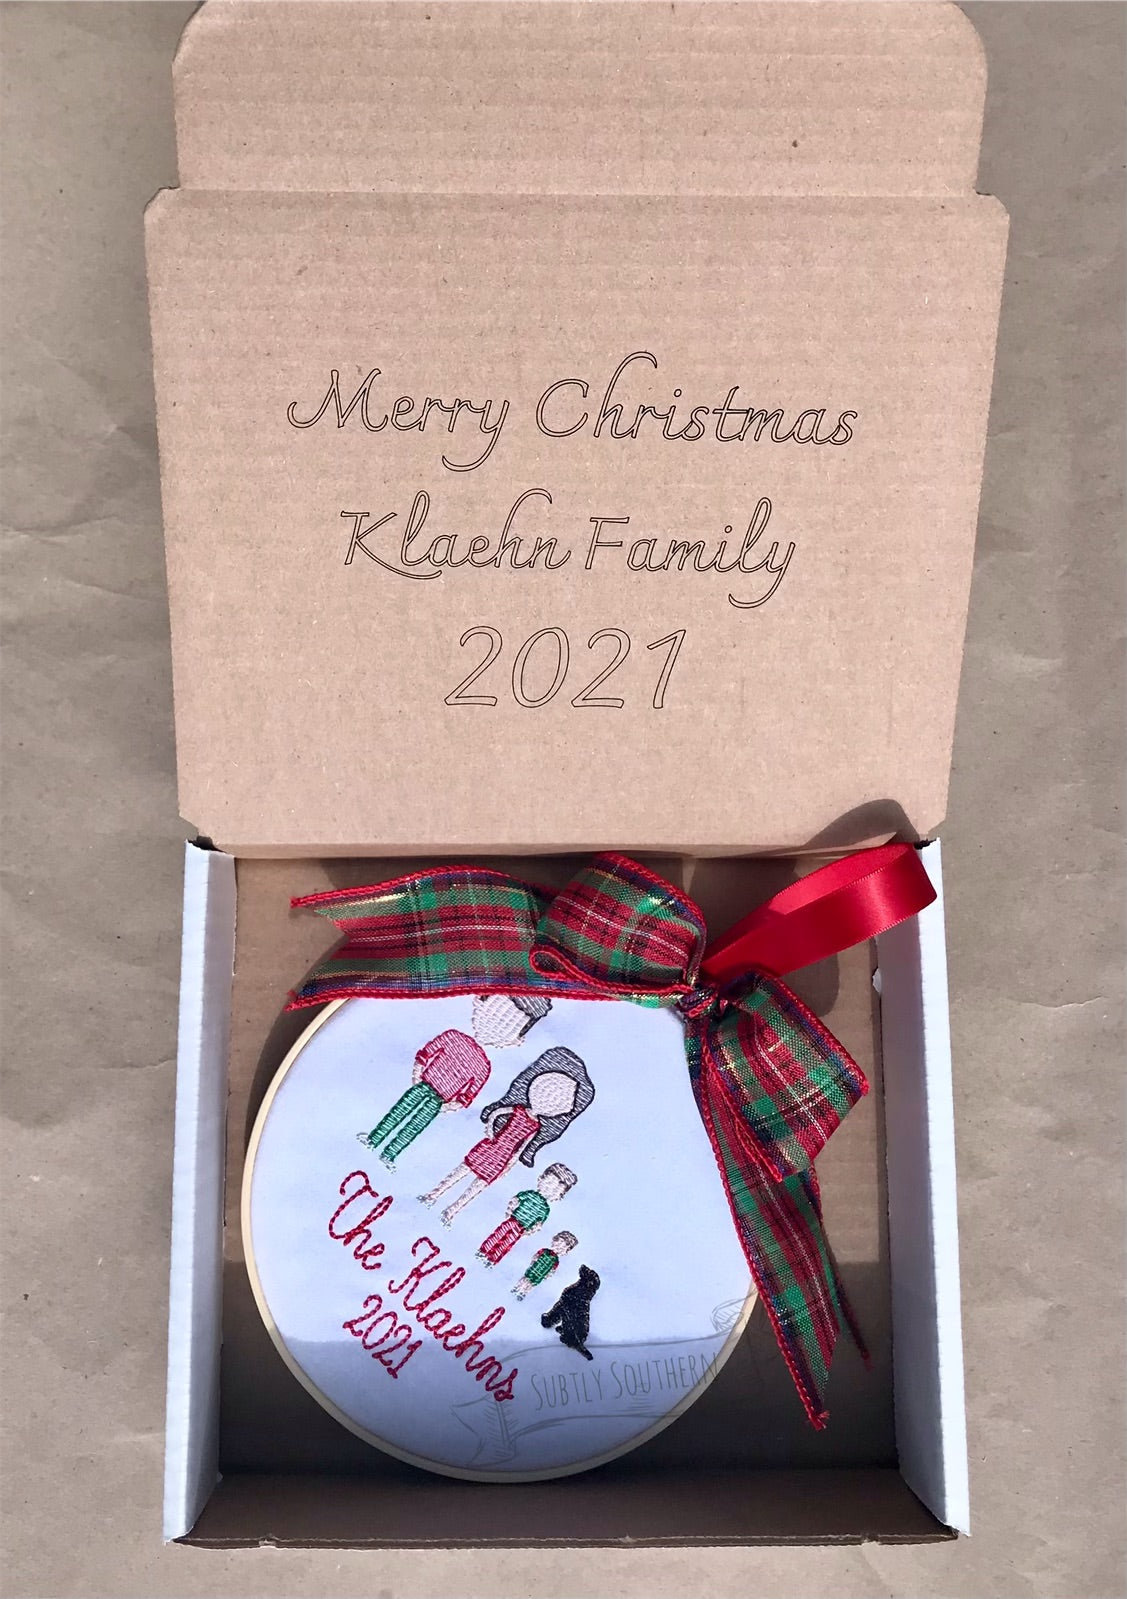 Merry Christmas
Klaehn Family
2021
The Klaehns
2021
SUBTLY SOUTHERN